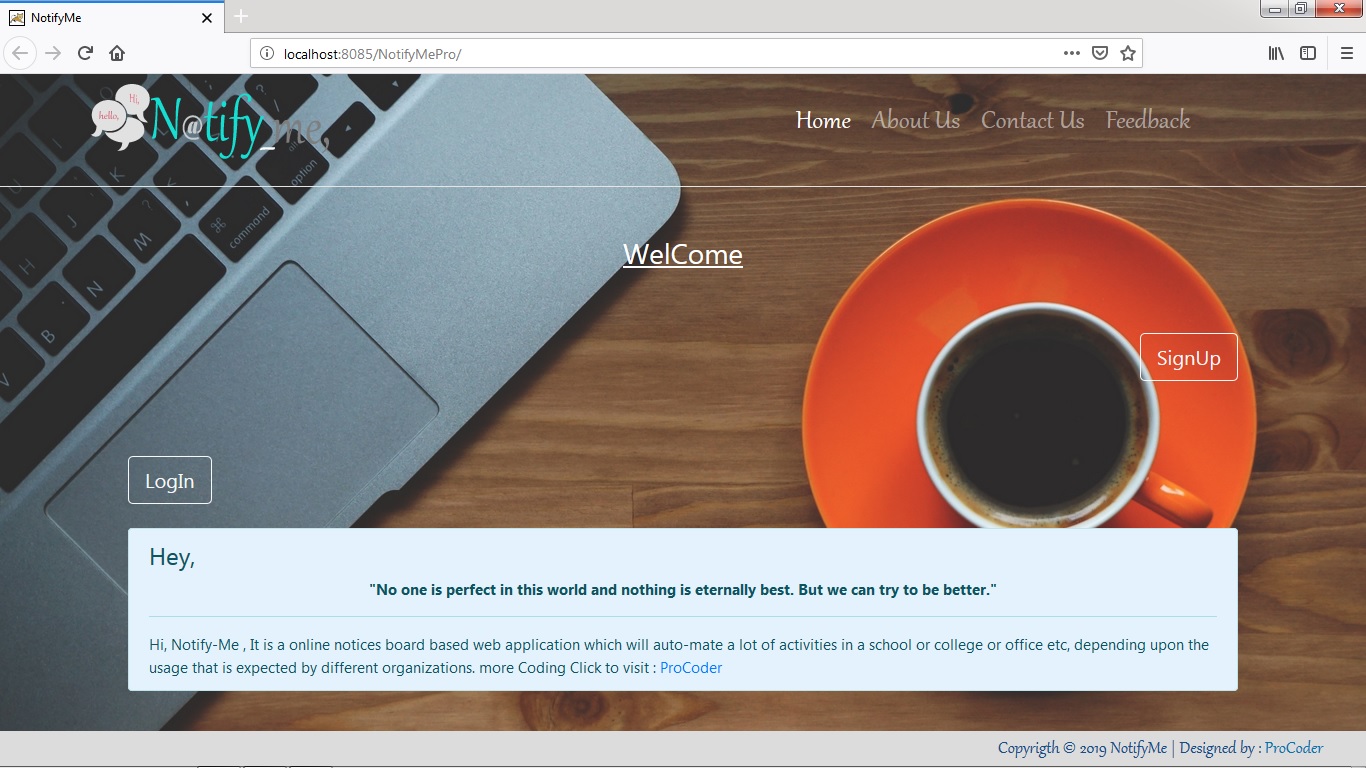 NotifyMe
localhost:8085/NotifyMePro/
hello,
Hi,
N@tify_me,
Home About Us Contact Us Feedback
WelCome
SignUp
LogIn
Hey,
"No one is perfect in this world and nothing is eternally best. But we can try to be better."
Hi, Notify-Me , It is a online notices board based web application which will auto-mate a lot of activities in a school or college or office etc, depending upon the
usage that is expected by different organizations. more Coding Click to visit : ProCoder
Copyrigth © 2019 NotifyMe | Designed by : ProCoder
command
option
alt
U
J
K
M
H
N
B
V